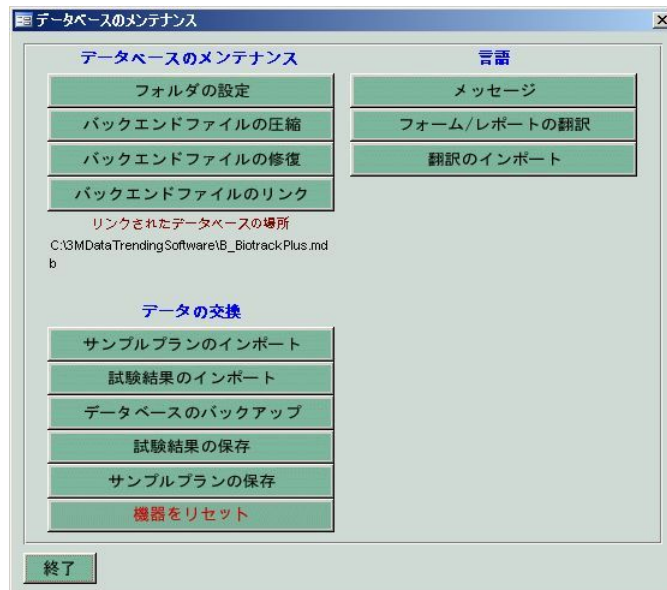 データベースのメンテナンス
データベースのメンテナンス
フォルダの設定
バックエンドファイルの圧縮
バックエンドファイルの修復
バックエンドファイルのリンク
リンクされたデータベースの場所
C:\3MDataTrendingSoftware\B_BiotrackPlus.md
b
データの交換
サンプルプランのインポート
試験結果のインポート
データベースのバックアップ
試験結果の保存
サンプルプランの保存
機器をリセット
言語
メッセージ
フォーム/レポートの翻訳
翻訳のインポート
終了